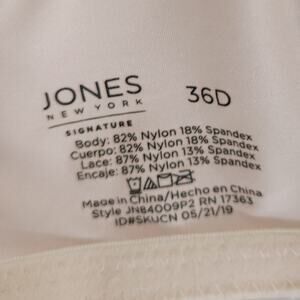 JONES
NEW YORK
SIGNATURE
36D
Body: 82% Nylon 18% Spandex
Cuerpo: 82% Nylon 18% Spandex
Lace: 87% Nylon 13% Spandex
Encaje: 87% Nylon 13% Spandex
Made in China/Hecho en China
Style JN84009P2 RN 17363
ID#SKUCN 05/21/19